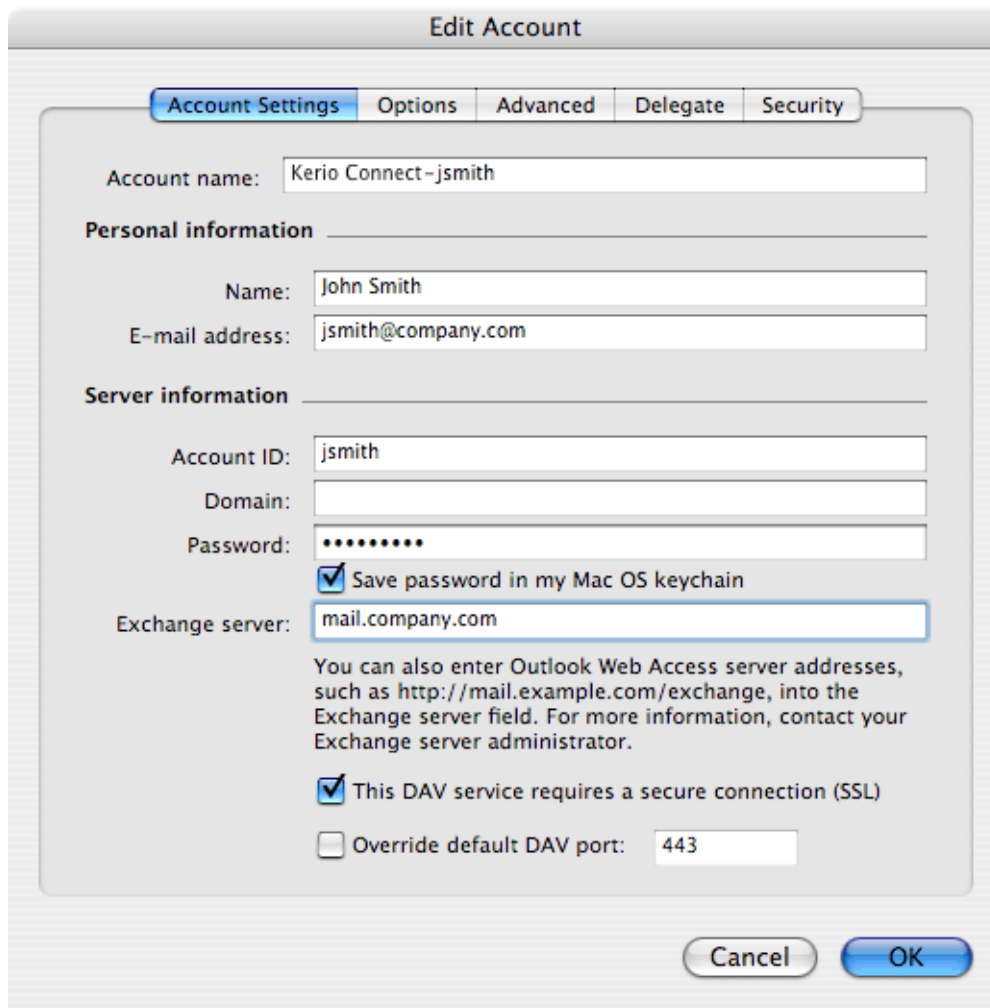 Edit Account
Account Settings Options Advanced Delegate Security
Account name: Kerio Connect-jsmith
Personal information
Name: John Smith
E-mail address: jsmith@company.com
Server information
Account ID: jsmith
Domain:
Password: •••••••••
Save password in my Mac OS keychain
Exchange server: mail.company.com
You can also enter Outlook Web Access server addresses,
such as http://mail.example.com/exchange, into the
Exchange server field. For more information, contact your
Exchange server administrator.
This DAV service requires a secure connection (SSL)
Override default DAV port: 443
Cancel OK